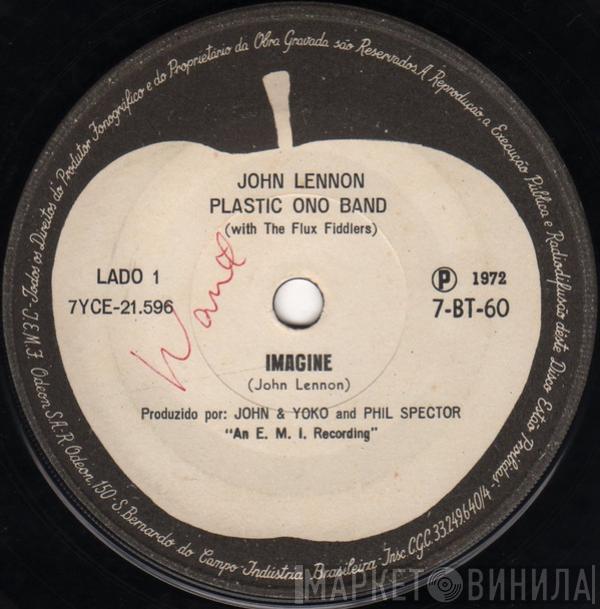 JOHN LENNON
PLASTIC ONO BAND
(with The Flux Fiddlers)
LADO 1
7YCE-21.596
Ⓟ 1972
7-BT-60
IMAGINE
(John Lennon)
Produzido por: JOHN & YOKO and PHIL SPECTOR
"An E. M. I. Recording"
Todos os Direitos do Produtor Fonográfico e do Proprietário da Obra Gravada são Reservados. A Reprodução, a Execução Pública e Radiodifusão deste Disco Estão Proibidas - Insc. C.G.C. 33.249.640/4
Odeon, 150 - S. Bernardo do Campo - Indústria Brasileira
МАРКЕТ ВИНИЛА